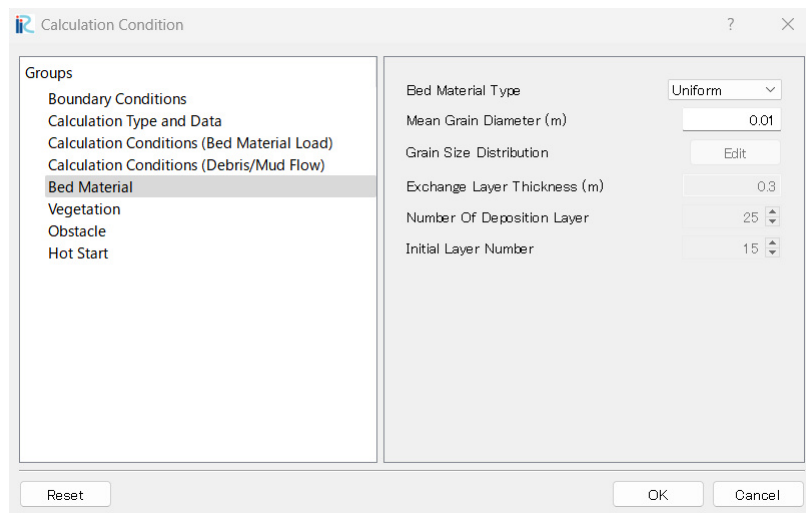 iRIC Calculation Condition ? ×
Groups
Boundary Conditions
Calculation Type and Data
Calculation Conditions (Bed Material Load)
Calculation Conditions (Debris/Mud Flow)
Bed Material
Vegetation
Obstacle
Hot Start
Bed Material Type Uniform
Mean Grain Diameter (m) 0.01
Grain Size Distribution Edit
Exchange Layer Thickness (m) 0.3
Number Of Deposition Layer 25
Initial Layer Number 15
Reset OK Cancel